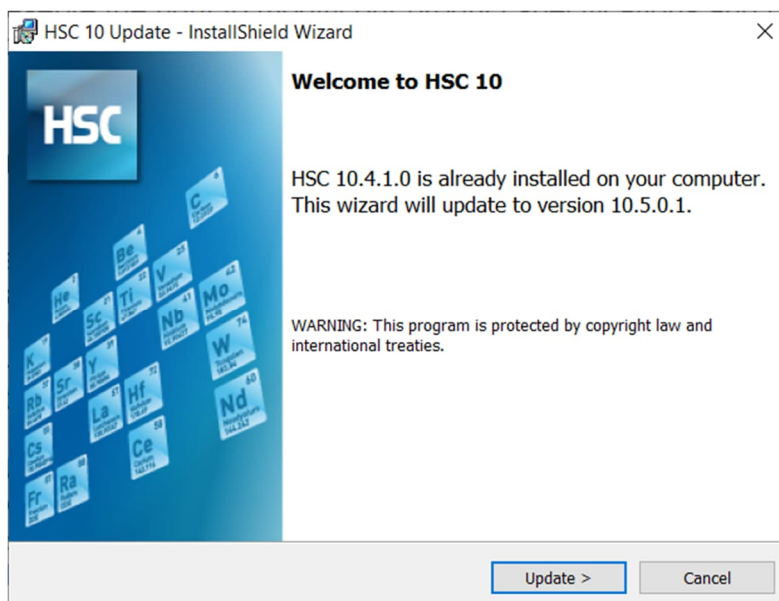 HSC 10 Update - InstallShield Wizard
HSC
Welcome to HSC 10
HSC 10.4.1.0 is already installed on your computer.
This wizard will update to version 10.5.0.1.
WARNING: This program is protected by copyright law and
international treaties.
C
Be
He
Sc
Ti
V
K
Nb
Mo
Rb
Sr
Y
W
La
Hf
Cs
Ce
Nd
Fr
Ra
Update >
Cancel